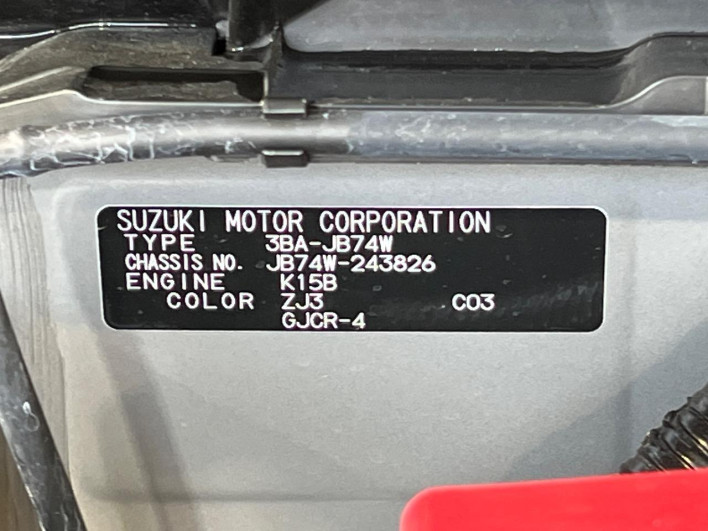 SUZUKI MOTOR CORPORATION
TYPE 3BA-JB74W
CHASSIS NO. JB74W-243826
ENGINE K15B
COLOR ZJ3 C03
GJCR-4